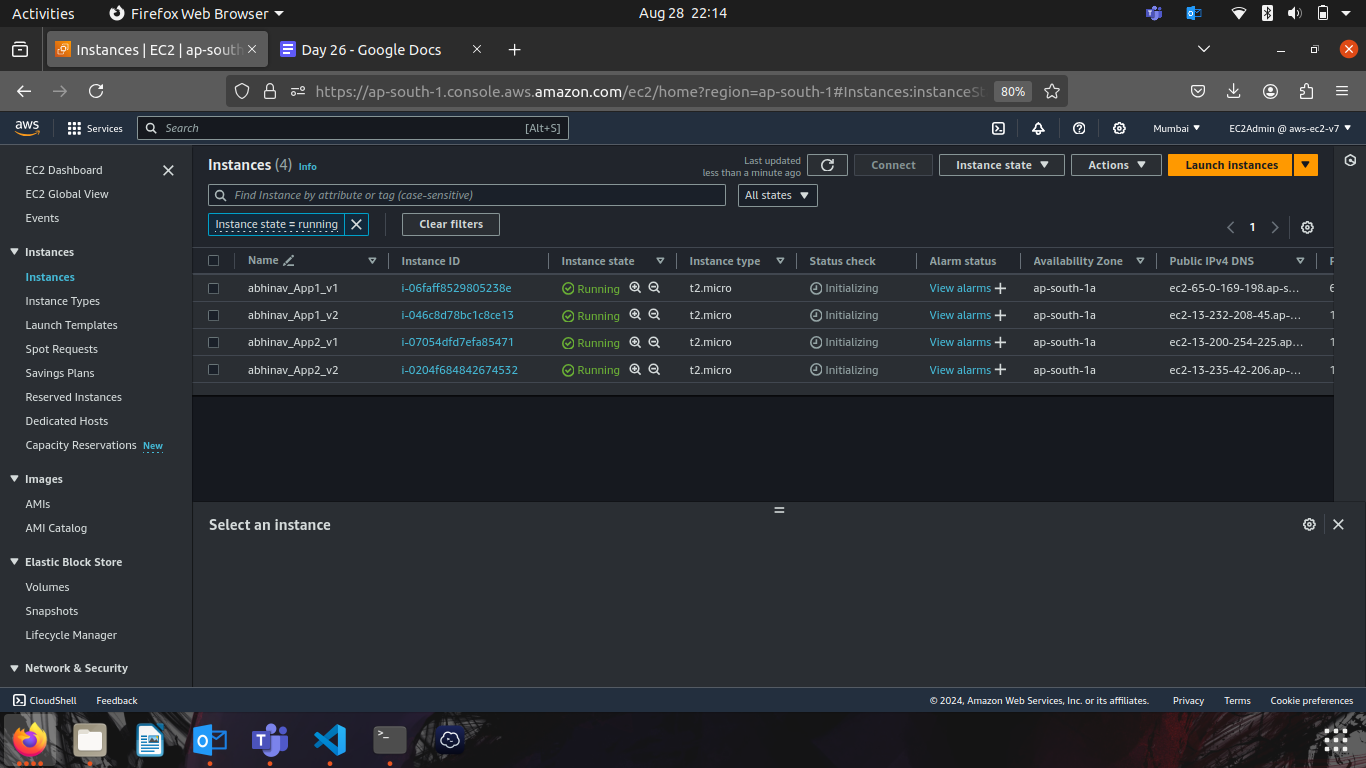 Activities Firefox Web Browser Aug 28 22:14
Instances | EC2 | ap-south Day 26 - Google Docs
https://ap-south-1.console.aws.amazon.com/ec2/home?region=ap-south-1#Instances:instanceSt 80%
aws Services Search [Alt+S] Mumbai EC2Admin @ aws-ec2-v7
EC2 Dashboard
EC2 Global View
Events
Instances
Instances
Instance Types
Launch Templates
Spot Requests
Savings Plans
Reserved Instances
Dedicated Hosts
Capacity Reservations New
Images
AMIs
AMI Catalog
Elastic Block Store
Volumes
Snapshots
Lifecycle Manager
Network & Security
Instances (4) Info
Last updated
less than a minute ago
Connect Instance state Actions Launch instances
Find Instance by attribute or tag (case-sensitive) All states
Instance state = running Clear filters 1
Name Instance ID Instance state Instance type Status check Alarm status Availability Zone Public IPv4 DNS
abhinav_App1_v1 i-06faff8529805238e Running t2.micro Initializing View alarms ap-south-1a ec2-65-0-169-198.ap-s... 6
abhinav_App1_v2 i-046c8d78bc1c8ce13 Running t2.micro Initializing View alarms ap-south-1a ec2-13-232-208-45.ap-... 1
abhinav_App2_v1 i-07054dfd7efa85471 Running t2.micro Initializing View alarms ap-south-1a ec2-13-200-254-225.ap... 1
abhinav_App2_v2 i-0204f684842674532 Running t2.micro Initializing View alarms ap-south-1a ec2-13-235-42-206.ap-... 1
Select an instance
CloudShell Feedback © 2024, Amazon Web Services, Inc. or its affiliates. Privacy Terms Cookie preferences